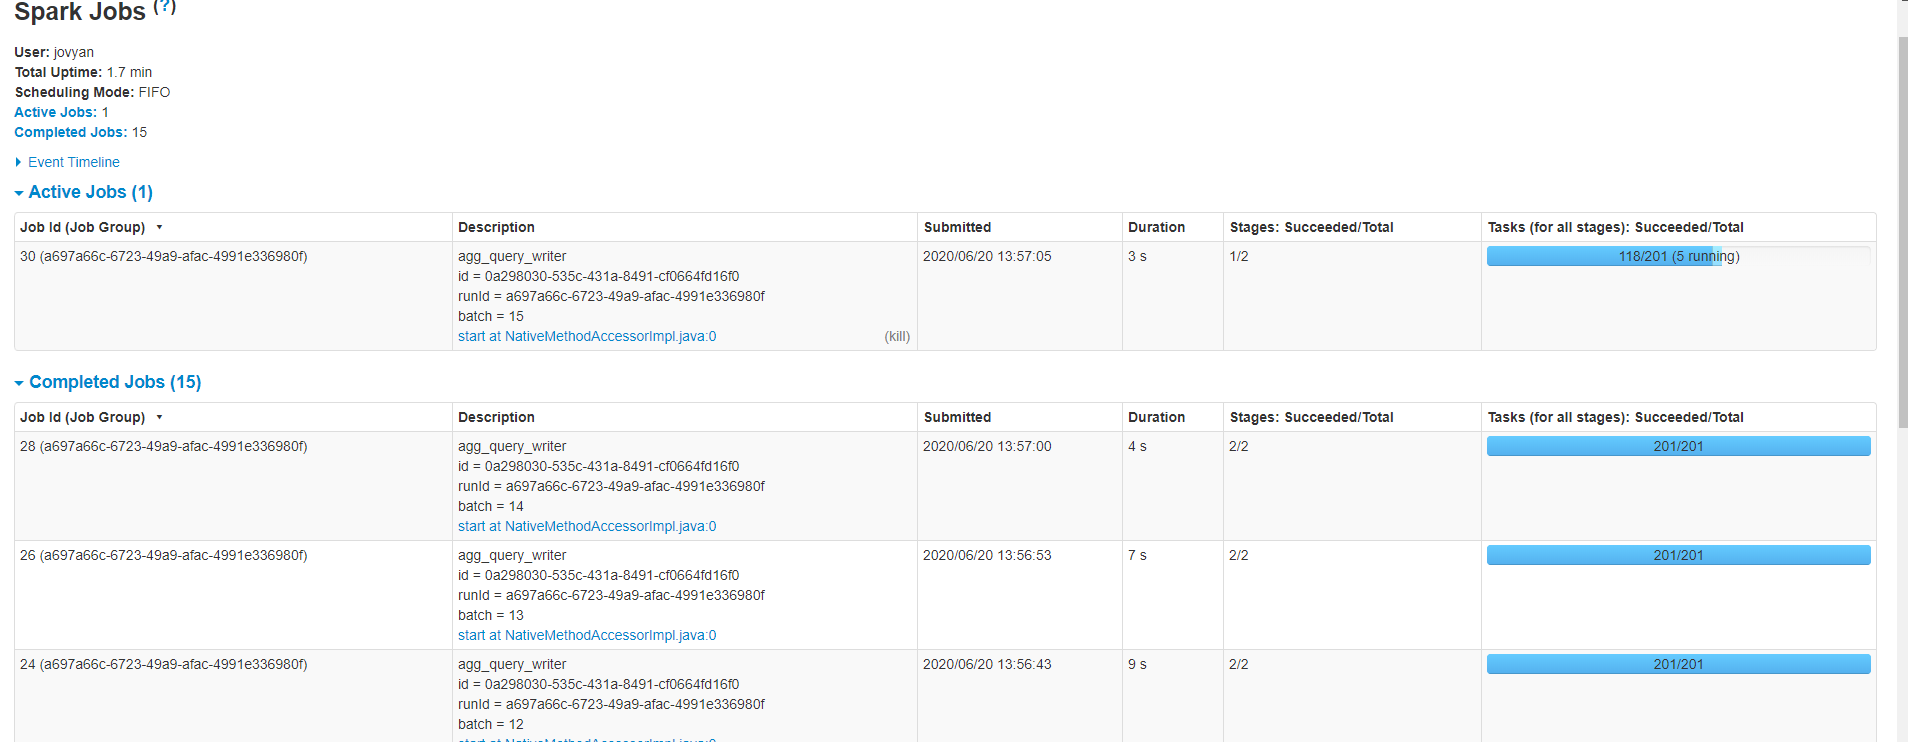 Spark Jobs (?)
User: jovyan
Total Uptime: 1.7 min
Scheduling Mode: FIFO
Active Jobs: 1
Completed Jobs: 15
Event Timeline
Active Jobs (1)
Job Id (Job Group) ▾ Description Submitted Duration Stages: Succeeded/Total Tasks (for all stages): Succeeded/Total
30 (a697a66c-6723-49a9-afac-4991e336980f) agg_query_writer 2020/06/20 13:57:05 3 s 1/2 118/201 (5 running)
id = 0a298030-535c-431a-8491-cf0664fd16f0
runId = a697a66c-6723-49a9-afac-4991e336980f
batch = 15
start at NativeMethodAccessorImpl.java:0 (kill)
Completed Jobs (15)
Job Id (Job Group) ▾ Description Submitted Duration Stages: Succeeded/Total Tasks (for all stages): Succeeded/Total
28 (a697a66c-6723-49a9-afac-4991e336980f) agg_query_writer 2020/06/20 13:57:00 4 s 2/2 201/201
id = 0a298030-535c-431a-8491-cf0664fd16f0
runId = a697a66c-6723-49a9-afac-4991e336980f
batch = 14
start at NativeMethodAccessorImpl.java:0
26 (a697a66c-6723-49a9-afac-4991e336980f) agg_query_writer 2020/06/20 13:56:53 7 s 2/2 201/201
id = 0a298030-535c-431a-8491-cf0664fd16f0
runId = a697a66c-6723-49a9-afac-4991e336980f
batch = 13
start at NativeMethodAccessorImpl.java:0
24 (a697a66c-6723-49a9-afac-4991e336980f) agg_query_writer 2020/06/20 13:56:43 9 s 2/2 201/201
id = 0a298030-535c-431a-8491-cf0664fd16f0
runId = a697a66c-6723-49a9-afac-4991e336980f
batch = 12